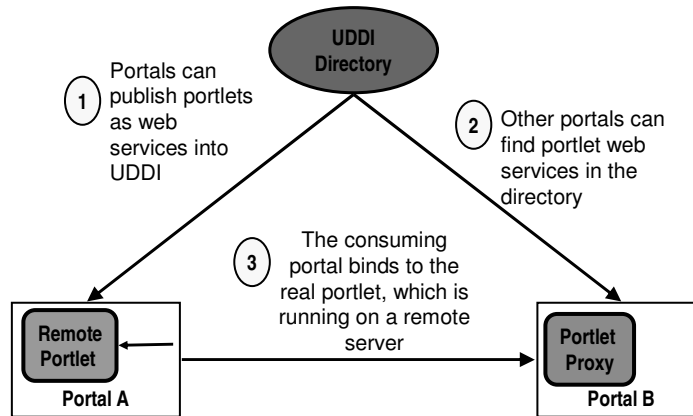 UDDI
Directory
1
Portals can
publish portlets
as web
services into
UDDI
2
Other portals can
find portlet web
services in the
directory
3
The consuming
portal binds to the
real portlet, which is
running on a remote
server
Remote
Portlet
Portal A
Portlet
Proxy
Portal B